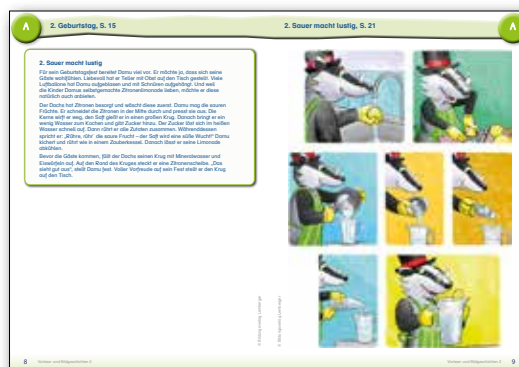 2. Geburtstag, S. 15
2. Sauer macht lustig
Für sein Geburtstagsfest bereitet Damu viel vor. Er möchte ja, dass sich seine
Gäste wohlfühlen. Liebevoll hat er Teller mit Obst auf den Tisch gestellt. Viele
Luftballone hat Damu aufgeblasen und mit Schnüren aufgehängt. Und weil
die Kinder Damus selbstgemachte Zitronenlimonade lieben, möchte er diese
natürlich auch anbieten.
Der Dachs hat Zitronen besorgt und wäscht diese zuerst. Damu mag die sauren
Früchte. Er schneidet die Zitronen in der Mitte durch und presst sie aus. Die
Kerne wirft er weg, den Saft gießt er in einen großen Krug. Danach bringt er ein
wenig Wasser zum Kochen und gibt Zucker hinzu. Der Zucker löst sich im heißen
Wasser schnell auf. Dann rührt er alle Zutaten zusammen. Währenddessen
spricht er: „Rühre, rühr' die saure Frucht – der Saft wird eine süße Wucht!“ Damu
kichert und rührt wie in einem Zauberkessel. Danach lässt er seine Limonade
abkühlen.
Bevor die Gäste kommen, füllt der Dachs seinen Krug mit Mineralwasser und
Eiswürfeln auf. Auf den Rand des Kruges steckt er eine Zitronenscheibe. „Das
sieht gut aus“, stellt Damu fest. Voller Vorfreude auf sein Fest stellt er den Krug
auf den Tisch.
8
2. Sauer macht lustig, S. 21
9